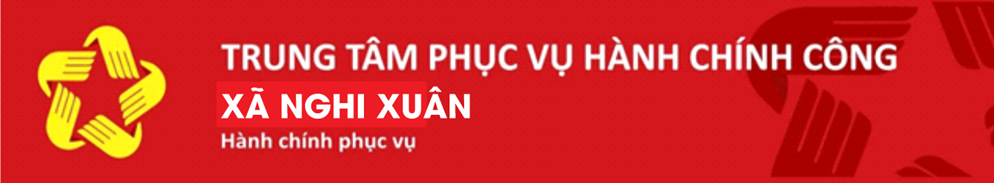 TRUNG TÂM PHỤC VỤ HÀNH CHÍNH CÔNG
XÃ NGHI XUÂN
Hành chính phục vụ